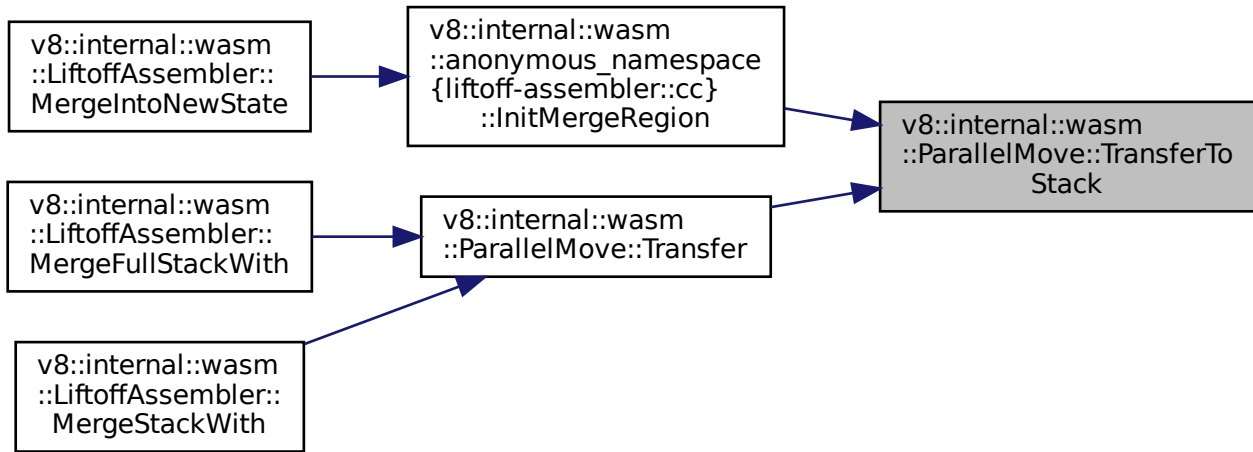 v8::internal::wasm
::LiftoffAssembler::
MergeIntoNewState
v8::internal::wasm
::anonymous_namespace
{liftoff-assembler::cc}
::InitMergeRegion
v8::internal::wasm
::ParallelMove::TransferTo
Stack
v8::internal::wasm
::LiftoffAssembler::
MergeFullStackWith
v8::internal::wasm
::ParallelMove::Transfer
v8::internal::wasm
::LiftoffAssembler::
MergeStackWith